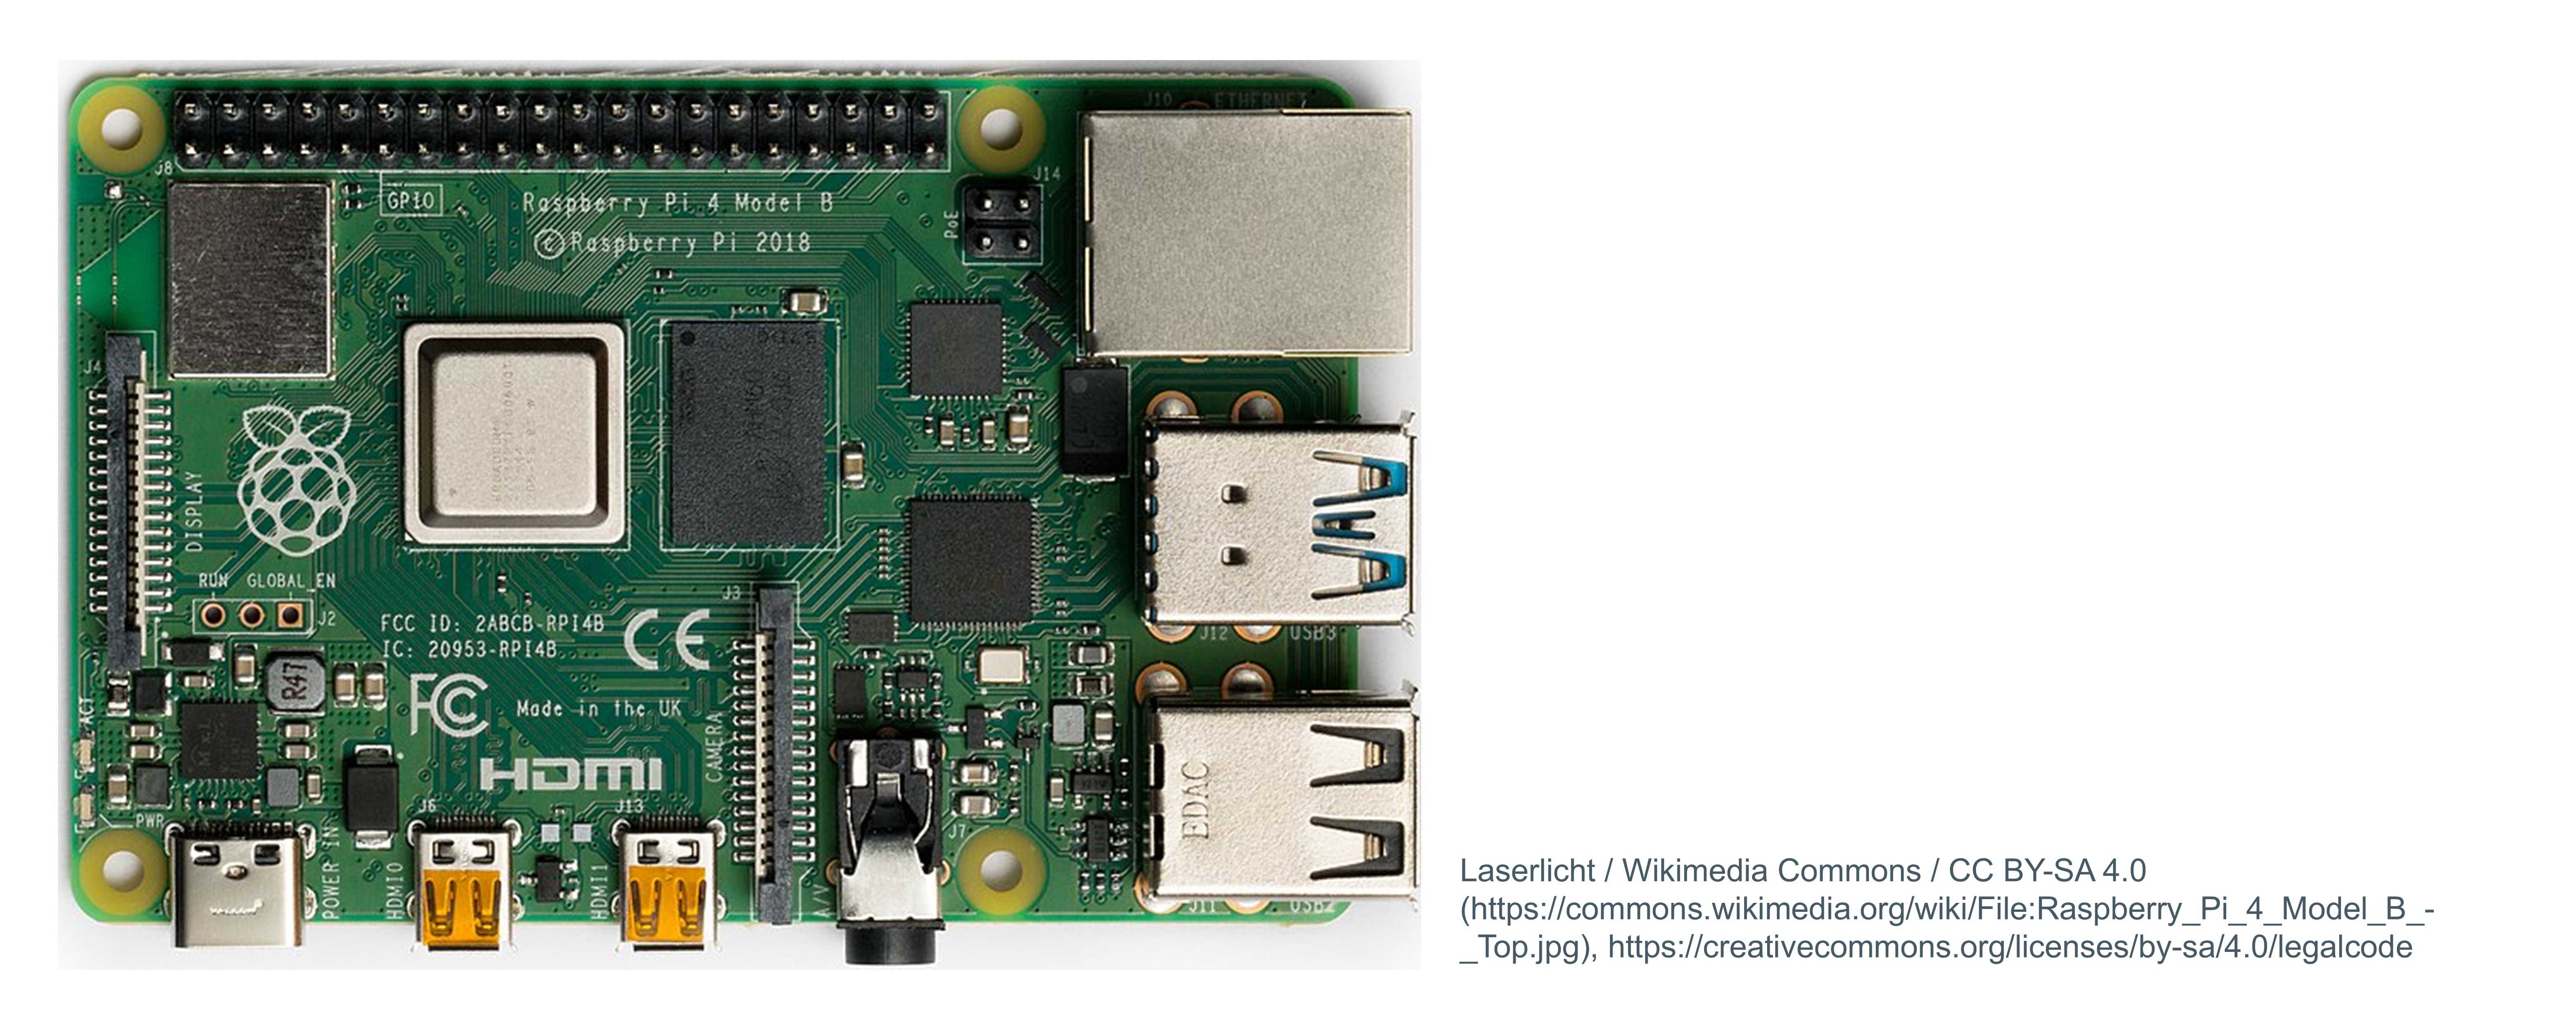 J10 ETHERNET
J8
J14
GPIO
Raspberry Pi 4 Model B
PoE
©Raspberry Pi 2018
J4
DISPLAY
RUN GLOBAL_EN
J2
J3
FCC ID: 2ABCB-RPI4B
IC: 20953-RPI4B
CE
J12 USB3
R47
FC
Made in the UK
ACT
CAMERA
HDMI
EDAC
J6
J13
PWR
J7
POWER IN
HDMI0
HDMI1
A/V
J11 USB2
Laserlicht / Wikimedia Commons / CC BY-SA 4.0
(https://commons.wikimedia.org/wiki/File:Raspberry_Pi_4_Model_B_-
_Top.jpg), https://creativecommons.org/licenses/by-sa/4.0/legalcode